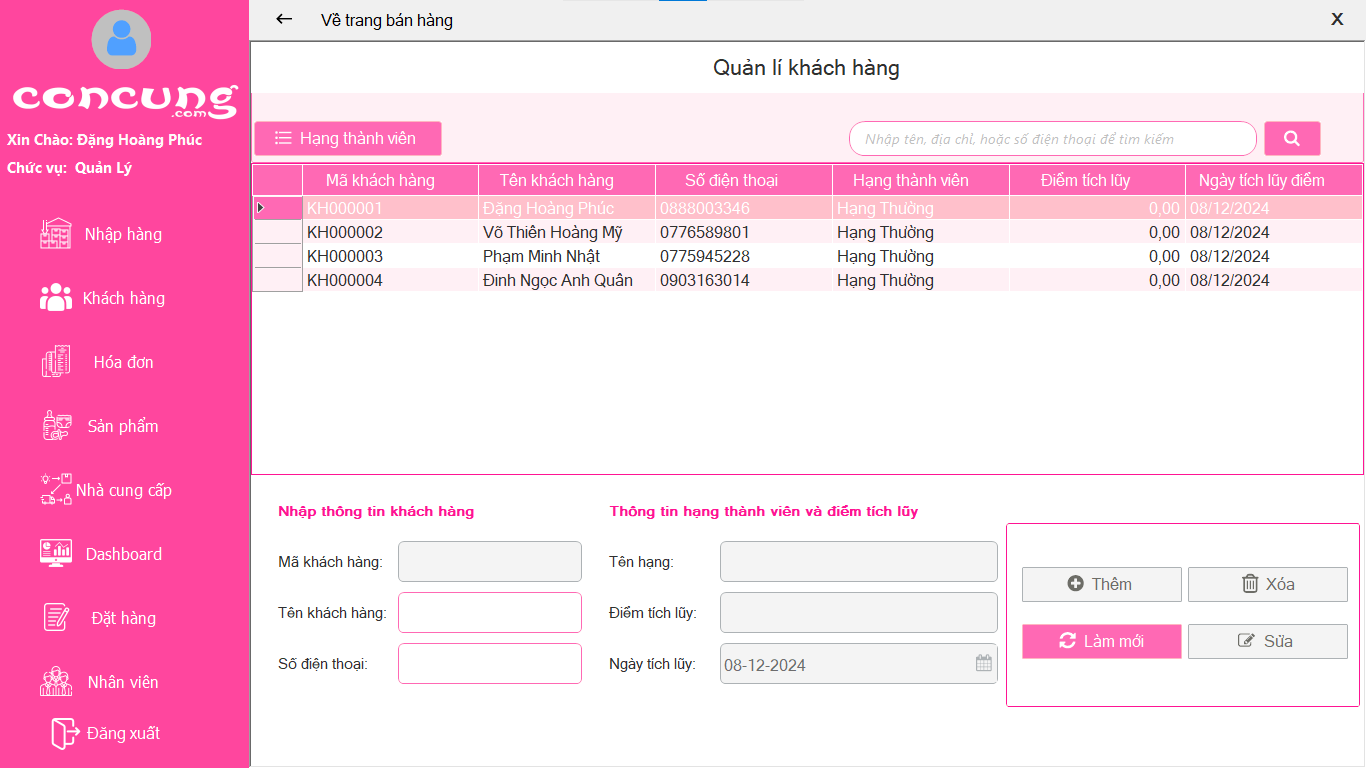 Về trang bán hàng
X
concung
.com
Xin Chào: Đặng Hoàng Phúc
Chức vụ: Quản Lý
Nhập hàng
Khách hàng
Hóa đơn
Sản phẩm
Nhà cung cấp
Dashboard
Đặt hàng
Nhân viên
Đăng xuất
Quản lí khách hàng
Hạng thành viên
Nhập tên, địa chỉ, hoặc số điện thoại để tìm kiếm
Mã khách hàng Tên khách hàng Số điện thoại Hạng thành viên Điểm tích lũy Ngày tích lũy điểm
KH000001 Đặng Hoàng Phúc 0888003346 Hạng Thường 0,00 08/12/2024
KH000002 Võ Thiên Hoàng Mỹ 0776589801 Hạng Thường 0,00 08/12/2024
KH000003 Phạm Minh Nhật 0775945228 Hạng Thường 0,00 08/12/2024
KH000004 Đinh Ngọc Anh Quân 0903163014 Hạng Thường 0,00 08/12/2024
Nhập thông tin khách hàng
Mã khách hàng:
Tên khách hàng:
Số điện thoại:
Thông tin hạng thành viên và điểm tích lũy
Tên hạng:
Điểm tích lũy:
Ngày tích lũy: 08-12-2024
Thêm Xóa
Làm mới Sửa